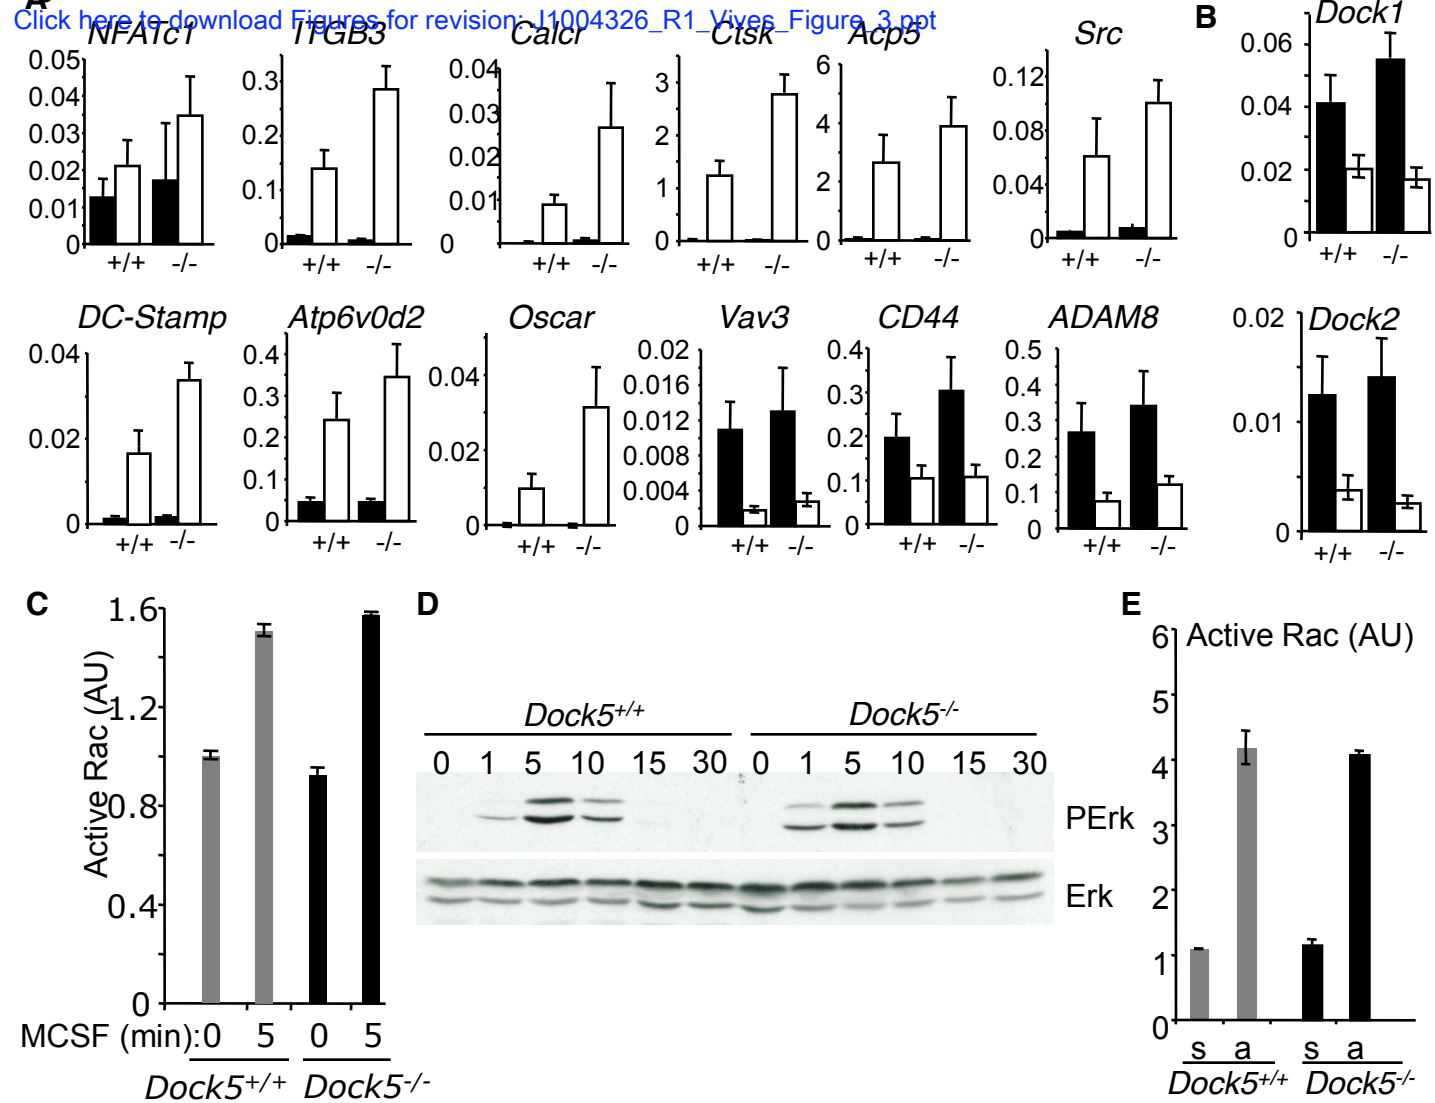 A
Click here to download Figures for revision: J1004326_R1_Vives_Figure_3.ppt
NFATc1 ITGB3 Calcr Ctsk Acp5 Src
0.05 0.04 0.03 0.02 0.01 0
+/+ -/-
0.3 0.2 0.1 0
+/+ -/-
0.04 0.03 0.02 0.01 0
+/+ -/-
3 2 1 0
+/+ -/-
6 4 2 0
+/+ -/-
0.12 0.08 0.04 0
+/+ -/-
B
Dock1
0.06 0.04 0.02 0
+/+ -/-
DC-Stamp Atp6v0d2 Oscar Vav3 CD44 ADAM8
0.04 0.02 0
+/+ -/-
0.4 0.3 0.2 0.1 0
+/+ -/-
0.04 0.02 0
+/+ -/-
0.02 0.016 0.012 0.008 0.004 0
+/+ -/-
0.4 0.3 0.2 0.1 0
+/+ -/-
0.5 0.4 0.3 0.2 0.1 0
+/+ -/-
Dock2
0.02 0.01 0
+/+ -/-
C
Active Rac (AU)
1.6 1.2 0.8 0.4 0
MCSF (min): 0 5 0 5
Dock5+/+ Dock5-/-
D
Dock5+/+ Dock5-/-
0 1 5 10 15 30 0 1 5 10 15 30
PErk
Erk
E
Active Rac (AU)
6 5 4 3 2 1 0
s a s a
Dock5+/+ Dock5-/-